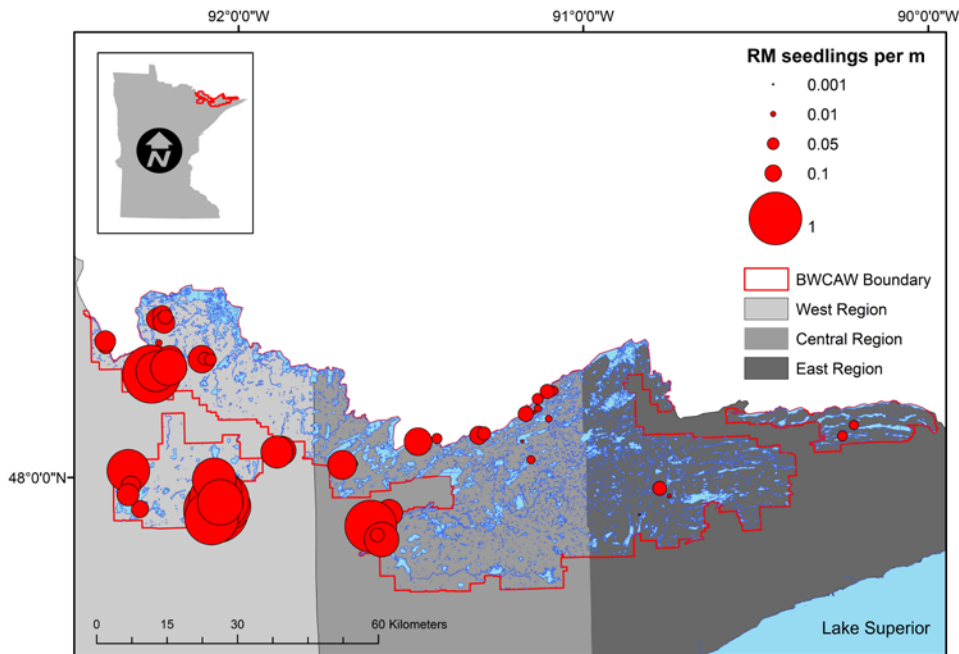 92°0'0"W 91°0'0"W 90°0'0"W
N
RM seedlings per m
0.001
0.01
0.05
0.1
1
BWCAW Boundary
West Region
Central Region
East Region
48°0'0"N
0 15 30 60 Kilometers
Lake Superior